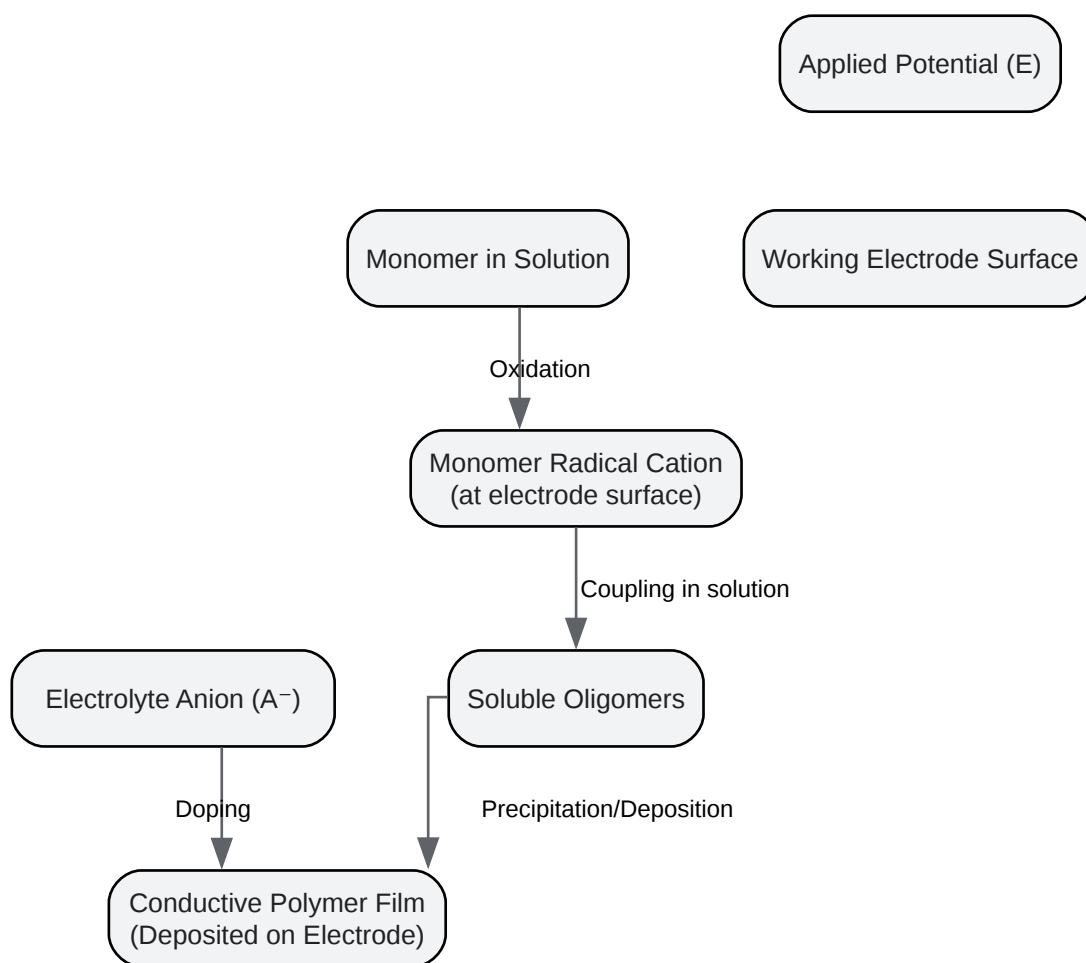 Applied Potential (E)
Monomer in Solution
Working Electrode Surface
Oxidation
Monomer Radical Cation
(at electrode surface)
Coupling in solution
Electrolyte Anion (A⁻)
Soluble Oligomers
Doping
Precipitation/Deposition
Conductive Polymer Film
(Deposited on Electrode)